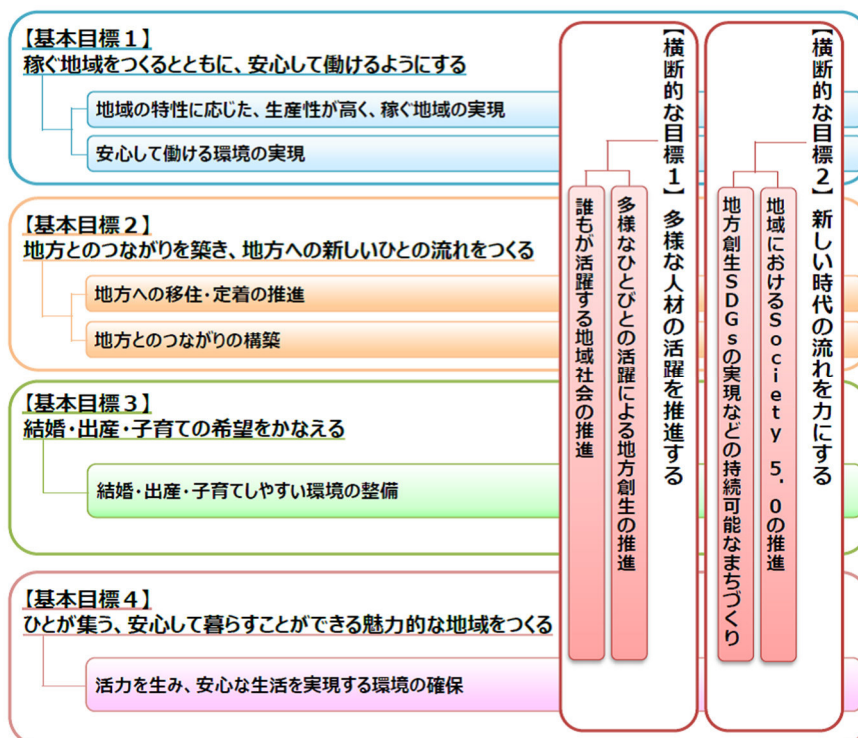 【基本目標１】
稼ぐ地域をつくるとともに、安心して働けるようにする
地域の特性に応じた、生産性が高く、稼ぐ地域の実現
安心して働ける環境の実現
【基本目標２】
地方とのつながりを築き、地方への新しいひとの流れをつくる
地方への移住・定着の推進
地方とのつながりの構築
【基本目標３】
結婚・出産・子育ての希望をかなえる
結婚・出産・子育てしやすい環境の整備
【基本目標４】
ひとが集う、安心して暮らすことができる魅力的な地域をつくる
活力を生み、安心な生活を実現する環境の確保
【横断的な目標１】多様な人材の活躍を推進する
多様なひとびとの活躍による地方創生の推進
誰もが活躍する地域社会の推進
【横断的な目標２】新しい時代の流れを力にする
地域におけるSociety 5.0の推進
地方創生SDGsの実現などの持続可能なまちづくり